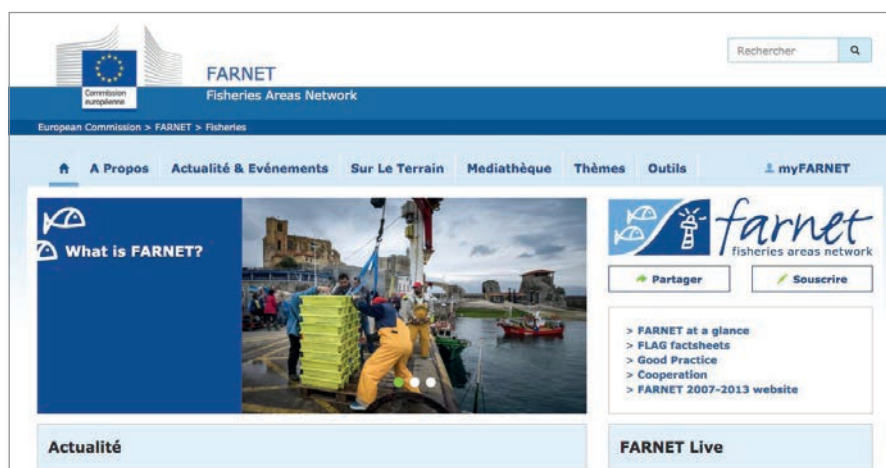 Commission
européenne
FARNET
Fisheries Areas Network
Rechercher
European Commission > FARNET > Fisheries
A Propos
Actualité & Evénements
Sur Le Terrain
Mediathèque
Thèmes
Outils
myFARNET
What is FARNET?
farnet
fisheries areas network
Partager
Souscrire
> FARNET at a glance
> FLAG factsheets
> Good Practice
> Cooperation
> FARNET 2007-2013 website
Actualité
FARNET Live